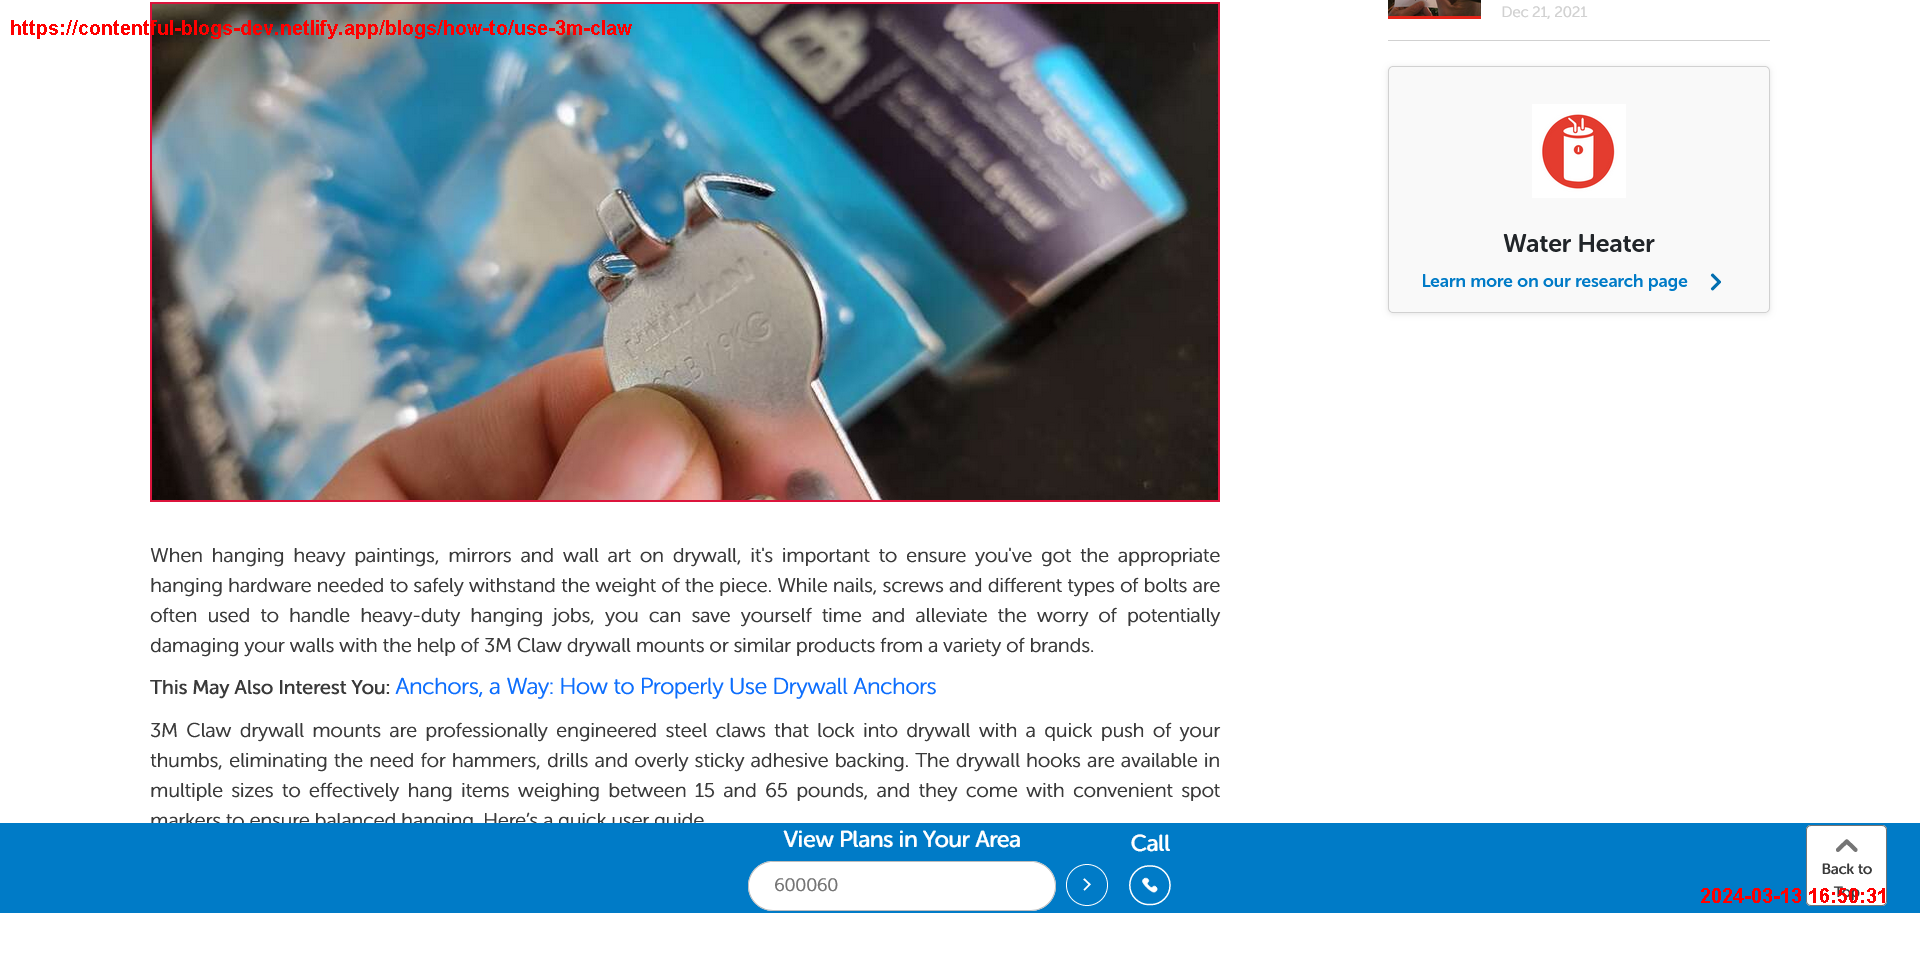 https://contentful-blogs-dev.netlify.app/blogs/how-to/use-3m-claw
Wall Hangers
9KG
Dec 21, 2021
Water Heater
Learn more on our research page
When hanging heavy paintings, mirrors and wall art on drywall, it's important to ensure you've got the appropriate
hanging hardware needed to safely withstand the weight of the piece. While nails, screws and different types of bolts are
often used to handle heavy-duty hanging jobs, you can save yourself time and alleviate the worry of potentially
damaging your walls with the help of 3M Claw drywall mounts or similar products from a variety of brands.
This May Also Interest You: Anchors, a Way: How to Properly Use Drywall Anchors
3M Claw drywall mounts are professionally engineered steel claws that lock into drywall with a quick push of your
thumbs, eliminating the need for hammers, drills and overly sticky adhesive backing. The drywall hooks are available in
multiple sizes to effectively hang items weighing between 15 and 65 pounds, and they come with convenient spot
markers to ensure balanced hanging. Here’s a quick user guide.
View Plans in Your Area
600060
Call
Back to
Top
2024-03-13 16:50:31